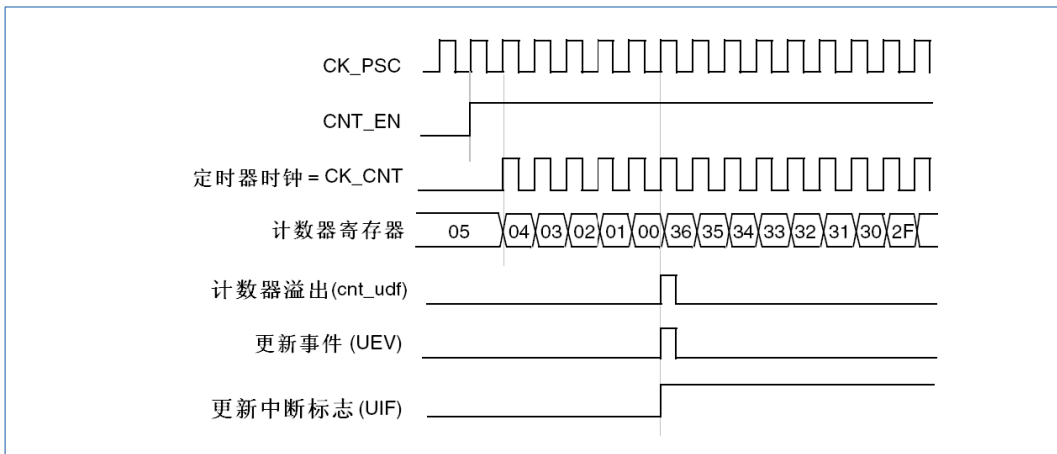 CK_PSC
CNT_EN
定时器时钟 = CK_CNT
计数器寄存器 05 04 03 02 01 00 36 35 34 33 32 31 30 2F
计数器溢出(cnt_udf)
更新事件 (UEV)
更新中断标志 (UIF)